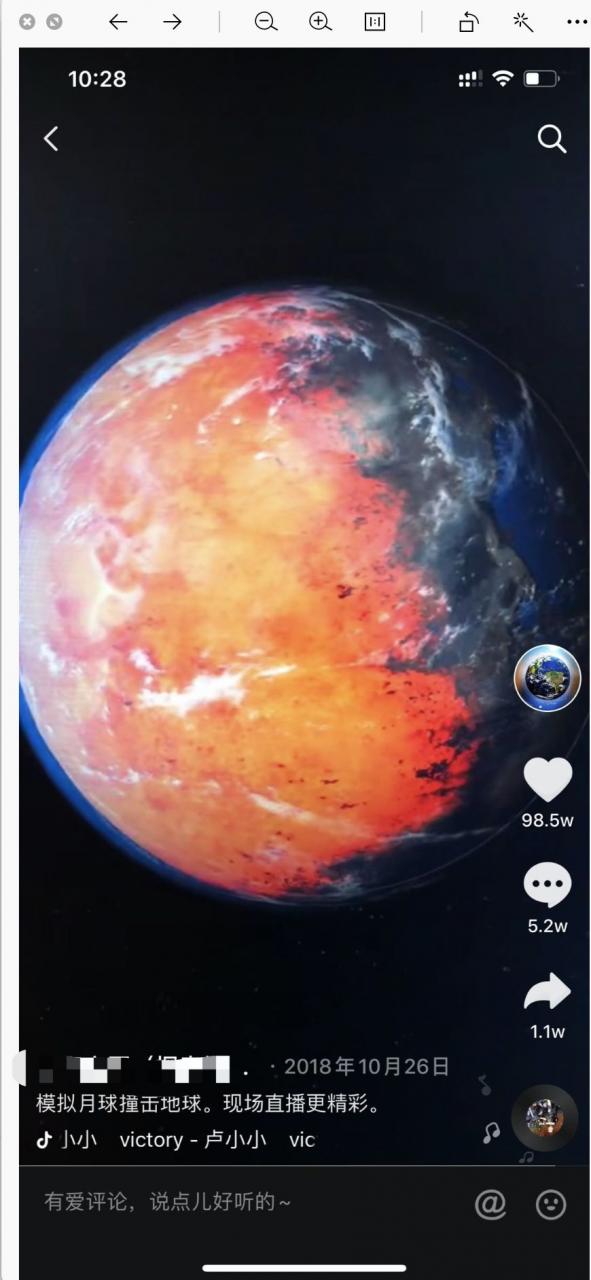 1:1
10:28
98.5w
5.2w
1.1w
· 2018年10月26日
模拟月球撞击地球。现场直播更精彩。
小小 victory - 卢小小 vic
有爱评论，说点儿好听的~
@